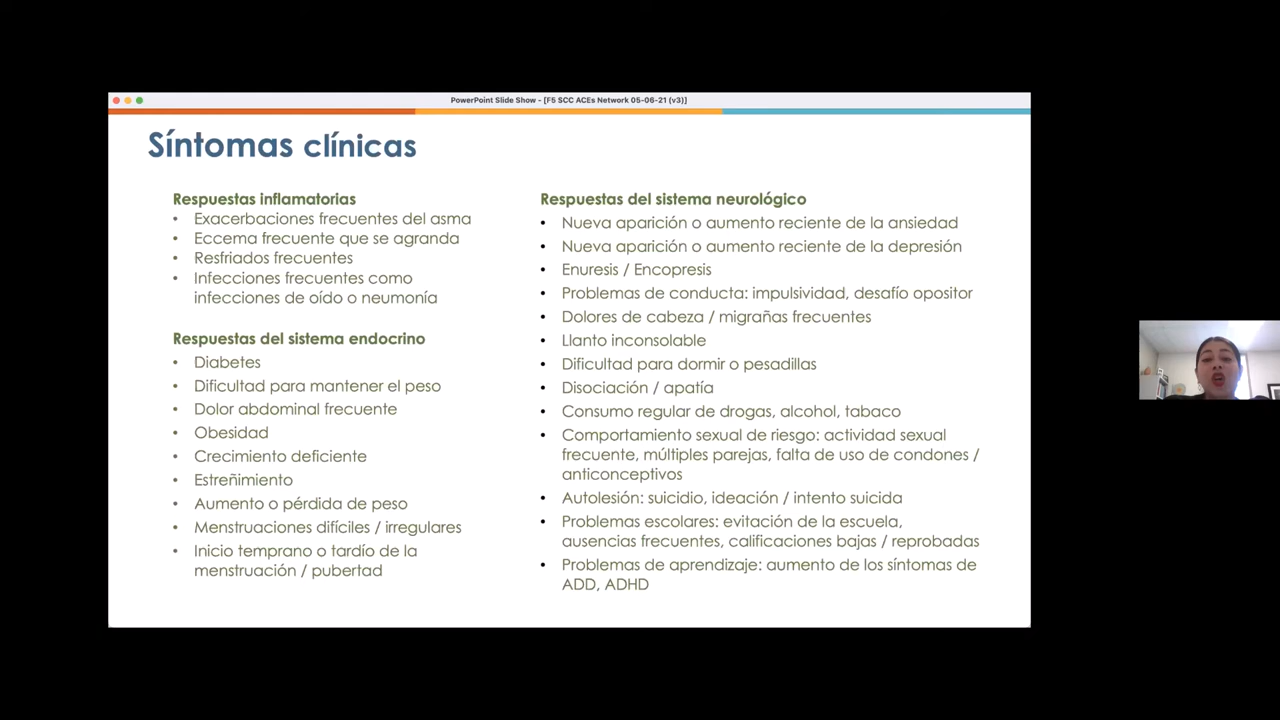 PowerPoint Slide Show - [F5 SCC ACEs Network 05-06-21 (v3)]
Síntomas clínicas
Respuestas inflamatorias
• Exacerbaciones frecuentes del asma
• Eccema frecuente que se agranda
• Resfriados frecuentes
• Infecciones frecuentes como
infecciones de oído o neumonía
Respuestas del sistema endocrino
• Diabetes
• Dificultad para mantener el peso
• Dolor abdominal frecuente
• Obesidad
• Crecimiento deficiente
• Estreñimiento
• Aumento o pérdida de peso
• Menstruaciones difíciles / irregulares
• Inicio temprano o tardío de la
menstruación / pubertad
Respuestas del sistema neurológico
• Nueva aparición o aumento reciente de la ansiedad
• Nueva aparición o aumento reciente de la depresión
• Enuresis / Encopresis
• Problemas de conducta: impulsividad, desafío opositor
• Dolores de cabeza / migrañas frecuentes
• Llanto inconsolable
• Dificultad para dormir o pesadillas
• Disociación / apatía
• Consumo regular de drogas, alcohol, tabaco
• Comportamiento sexual de riesgo: actividad sexual
frecuente, múltiples parejas, falta de uso de condones /
anticonceptivos
• Autolesión: suicidio, ideación / intento suicida
• Problemas escolares: evitación de la escuela,
ausencias frecuentes, calificaciones bajas / reprobadas
• Problemas de aprendizaje: aumento de los síntomas de
ADD, ADHD